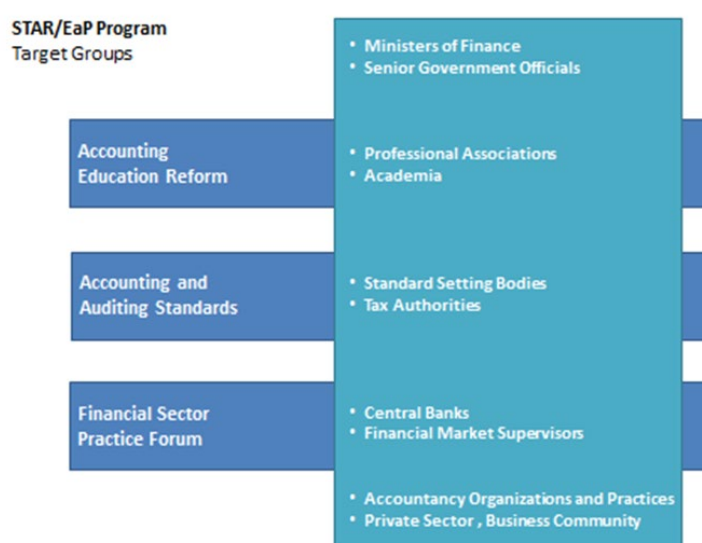 STAR/EaP Program
Target Groups
• Ministers of Finance
• Senior Government Officials
Accounting
Education Reform
• Professional Associations
• Academia
Accounting and
Auditing Standards
• Standard Setting Bodies
• Tax Authorities
Financial Sector
Practice Forum
• Central Banks
• Financial Market Supervisors
• Accountancy Organizations and Practices
• Private Sector , Business Community